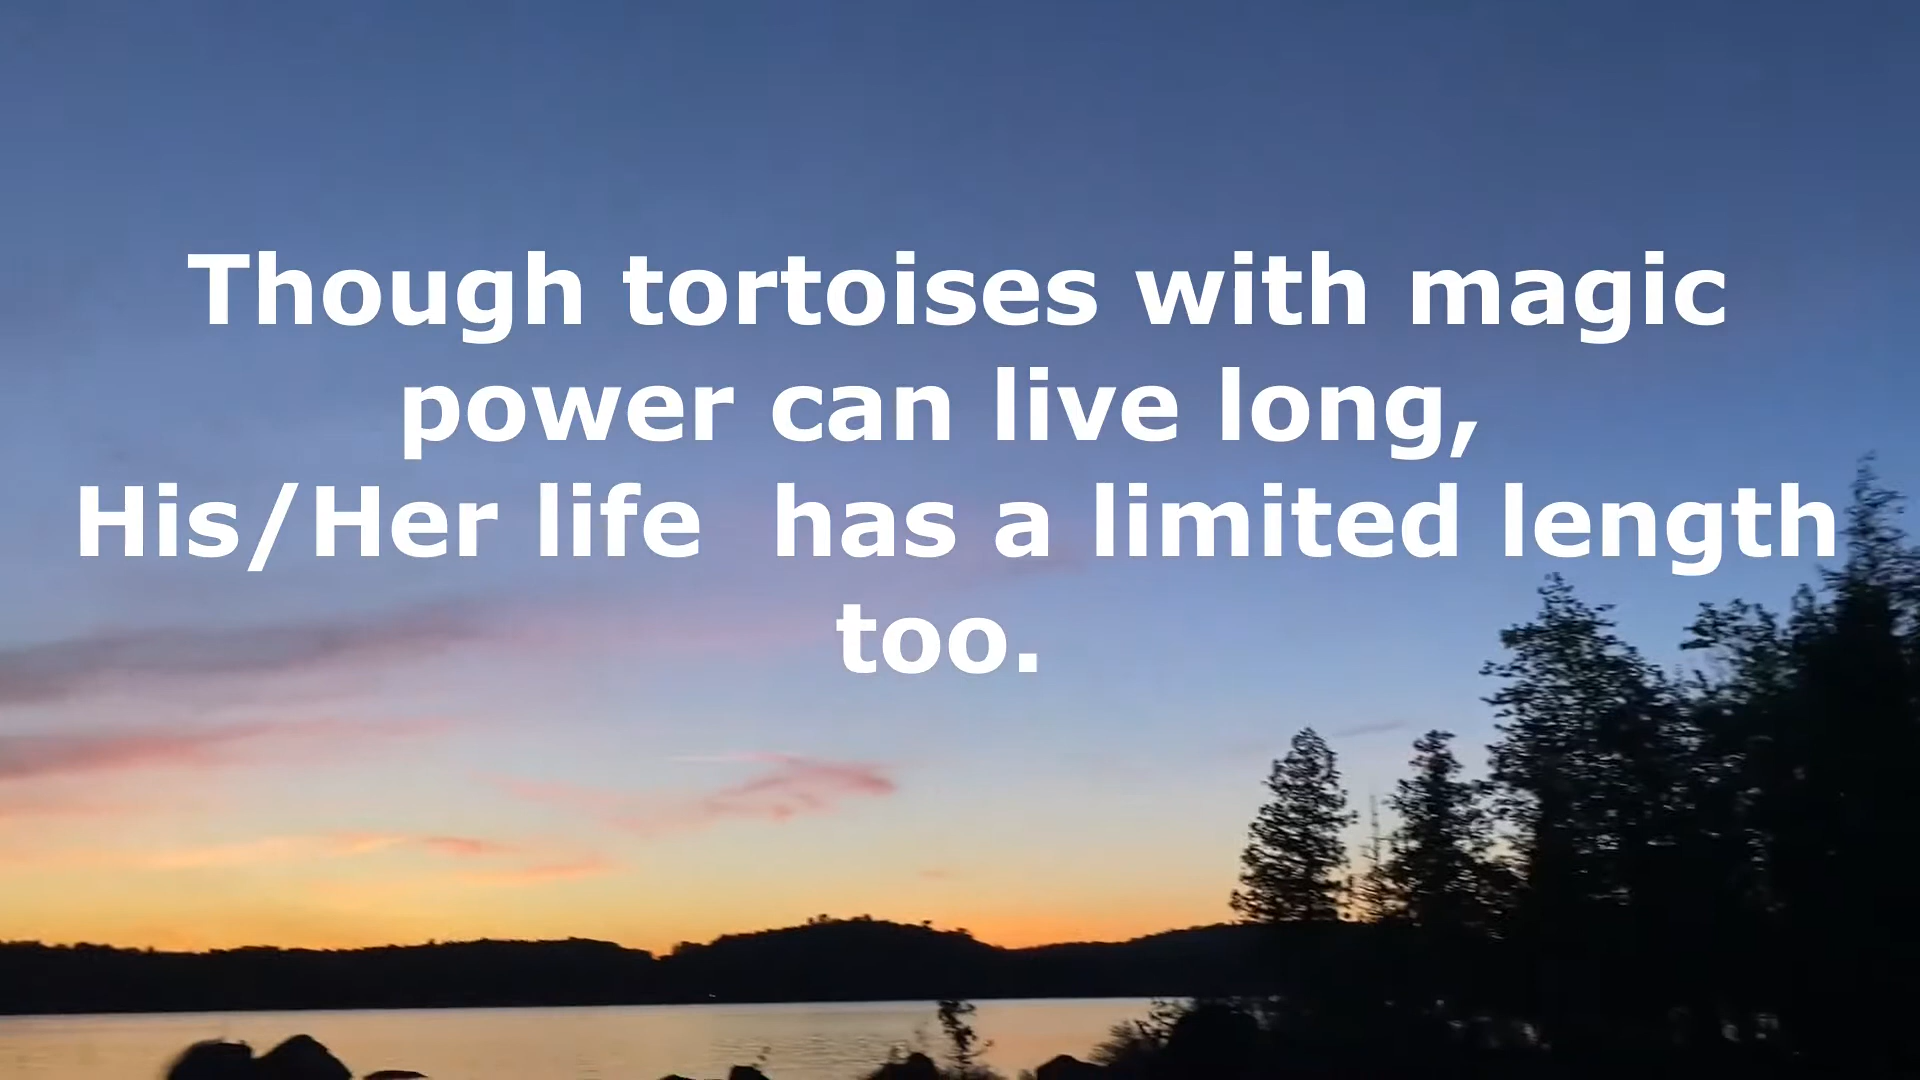 Though tortoises with magic
power can live long,
His/Her life  has a limited length
too.